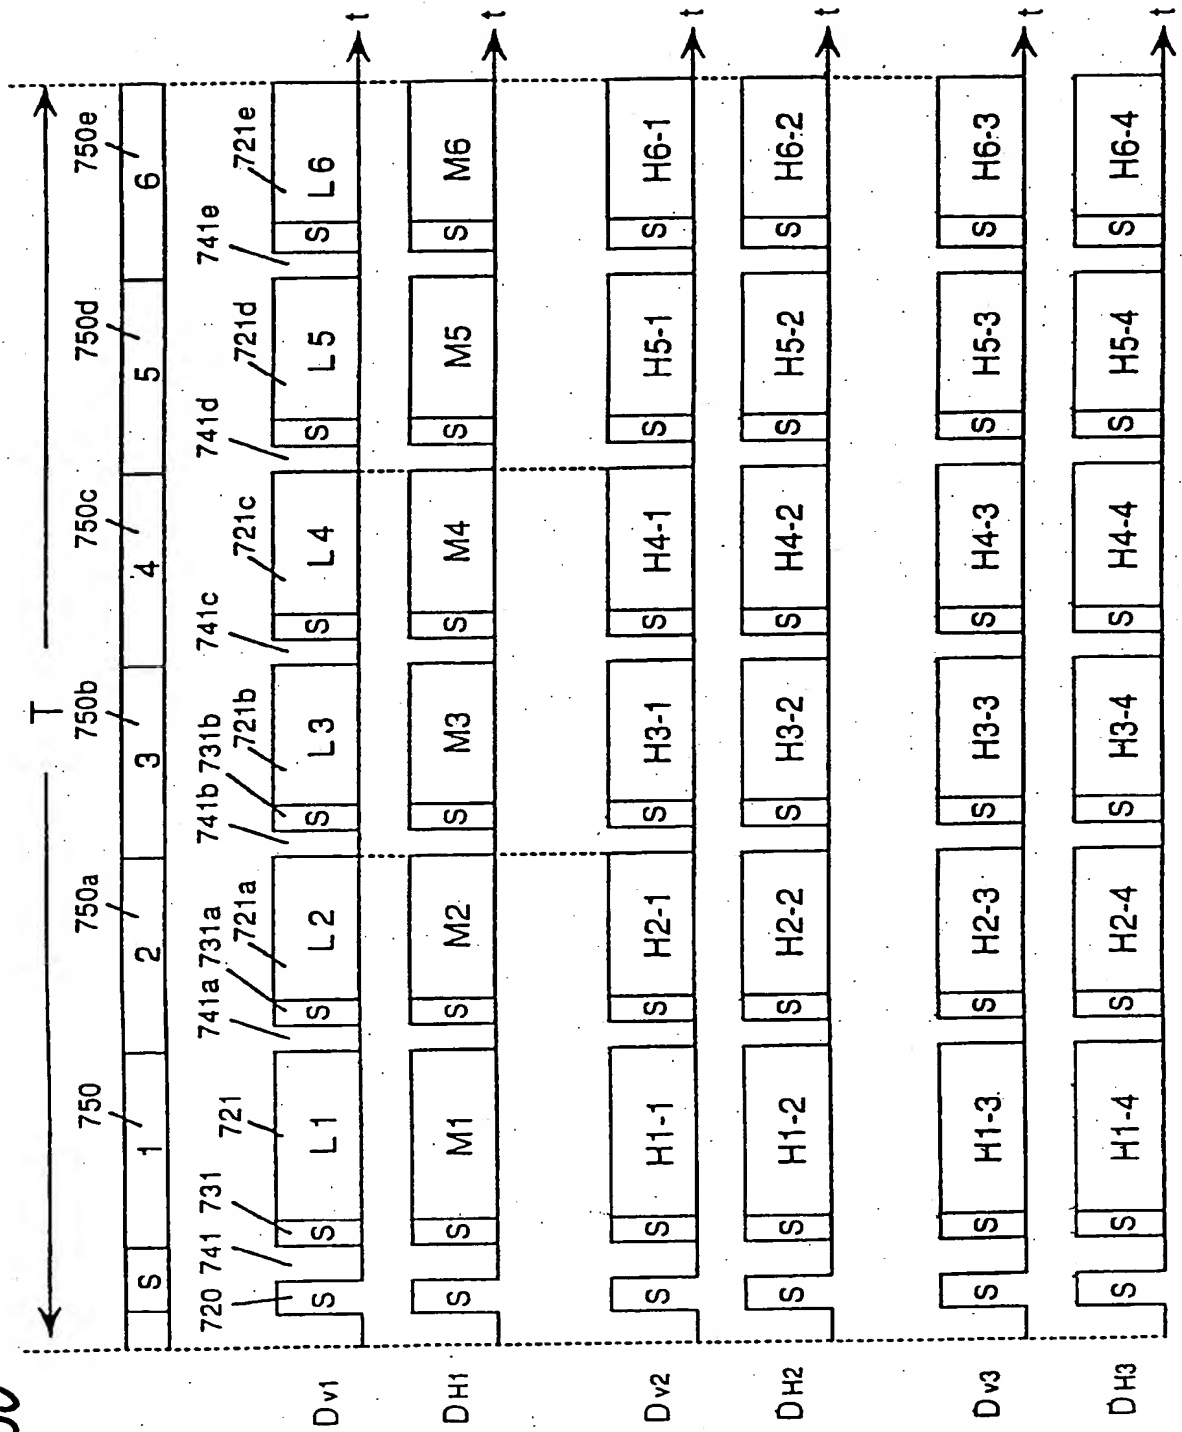 T
750 750a 750b 750c 750d 750e
S 1 2 3 4 5 6
720 741 731 721 741a 731a 721a 741b 731b 721b 741c 721c 741d 721d 741e 721e
Dv1 S S L1 S L2 S L3 S L4 S L5 S L6 t
DH1 S S M1 S M2 S M3 S M4 S M5 S M6 t
Dv2 S S H1-1 S H2-1 S H3-1 S H4-1 S H5-1 S H6-1 t
DH2 S S H1-2 S H2-2 S H3-2 S H4-2 S H5-2 S H6-2 t
Dv3 S S H1-3 S H2-3 S H3-3 S H4-3 S H5-3 S H6-3 t
DH3 S S H1-4 S H2-4 S H3-4 S H4-4 S H5-4 S H6-4 t